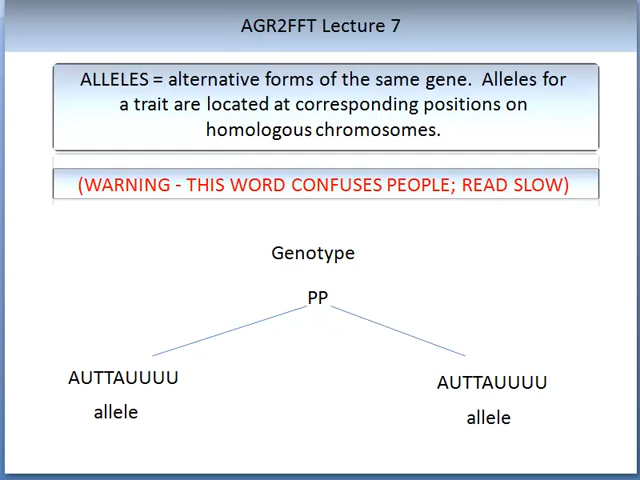 AGR2FFT Lecture 7
ALLELES = alternative forms of the same gene.  Alleles for
a trait are located at corresponding positions on
homologous chromosomes.
(WARNING - THIS WORD CONFUSES PEOPLE; READ SLOW)
Genotype
PP
AUTTAUUUU
allele
AUTTAUUUU
allele